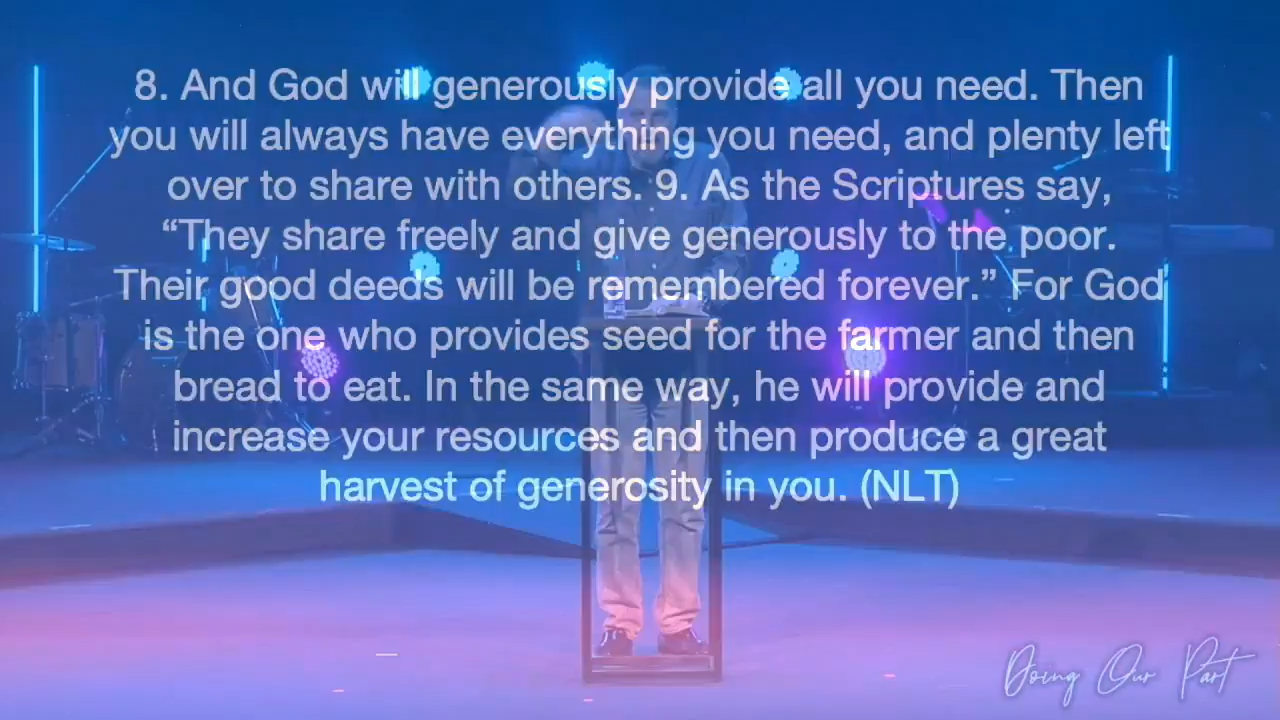 8. And God will generously provide all you need. Then
you will always have everything you need, and plenty left
over to share with others. 9. As the Scriptures say,
“They share freely and give generously to the poor.
Their good deeds will be remembered forever.” For God
is the one who provides seed for the farmer and then
bread to eat. In the same way, he will provide and
increase your resources and then produce a great
harvest of generosity in you. (NLT)
Doing Our Part